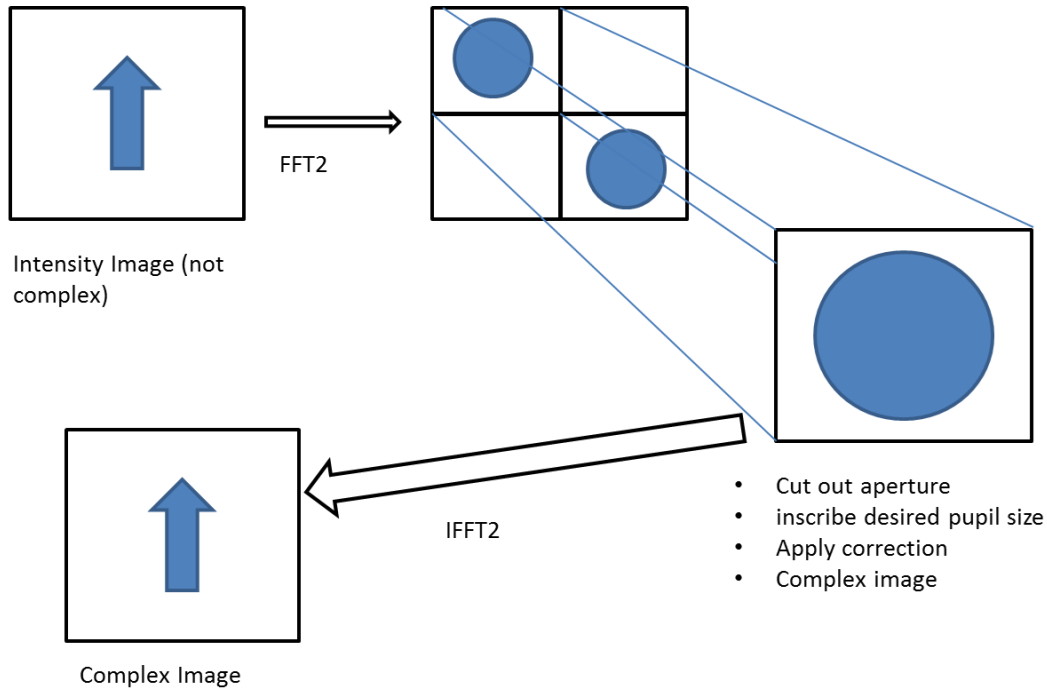 FFT2
Intensity Image (not
complex)
• Cut out aperture
• inscribe desired pupil size
• Apply correction
• Complex image
IFFT2
Complex Image